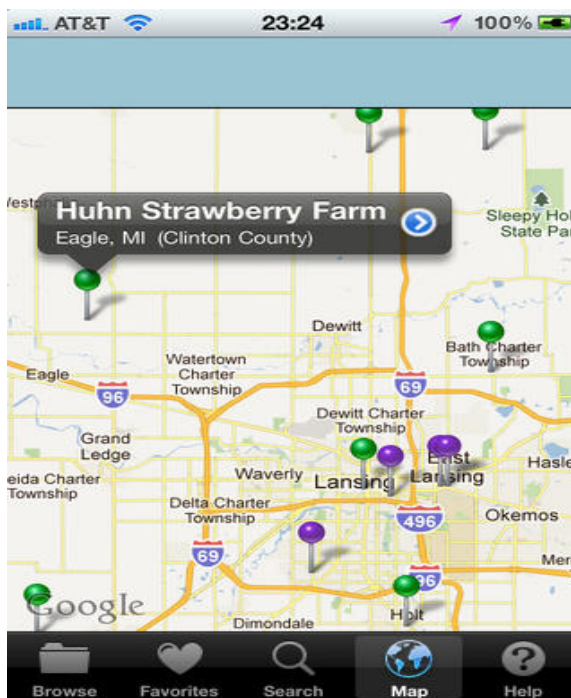 AT&T 23:24 100%
Westph
Huhn Strawberry Farm
Eagle, MI (Clinton County)
Sleepy Hol
State Pa
Dewitt
Bath Charter
Township
Watertown
Charter
Township
Eagle
96
69
Dewitt Charter
Township
Grand
Ledge
East
Lansing
Waverly
Lansing
Hasle
eida Charter
Township
Delta Charter
Township
496
Okemos
69
Mer
96
Google
Holt
Dimondale
Browse Favorites Search Map Help